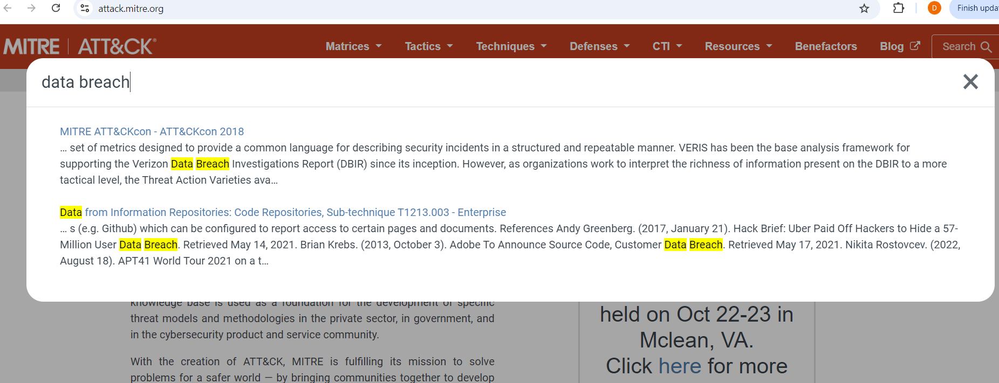 attack.mitre.org
D
Finish upda
MITRE | ATT&CK®
Matrices
Tactics
Techniques
Defenses
CTI
Resources
Benefactors
Blog
Search
data breach
MITRE ATT&CKcon - ATT&CKcon 2018
... set of metrics designed to provide a common language for describing security incidents in a structured and repeatable manner. VERIS has been the base analysis framework for
supporting the Verizon Data Breach Investigations Report (DBIR) since its inception. However, as organizations work to interpret the richness of information present on the DBIR to a more
tactical level, the Threat Action Varieties ava...
Data from Information Repositories: Code Repositories, Sub-technique T1213.003 - Enterprise
... s (e.g. Github) which can be configured to report access to certain pages and documents. References Andy Greenberg. (2017, January 21). Hack Brief: Uber Paid Off Hackers to Hide a 57-
Million User Data Breach. Retrieved May 14, 2021. Brian Krebs. (2013, October 3). Adobe To Announce Source Code, Customer Data Breach. Retrieved May 17, 2021. Nikita Rostovcev. (2022,
August 18). APT41 World Tour 2021 on a t...
knowledge base is used as a foundation for the development of specific
threat models and methodologies in the private sector, in government, and
in the cybersecurity product and service community.
With the creation of ATT&CK, MITRE is fulfilling its mission to solve
problems for a safer world — by bringing communities together to develop
held on Oct 22-23 in
Mclean, VA.
Click here for more